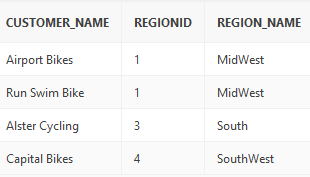 CUSTOMER_NAME REGIONID REGION_NAME
Airport Bikes 1 MidWest
Run Swim Bike 1 MidWest
Alster Cycling 3 South
Capital Bikes 4 SouthWest